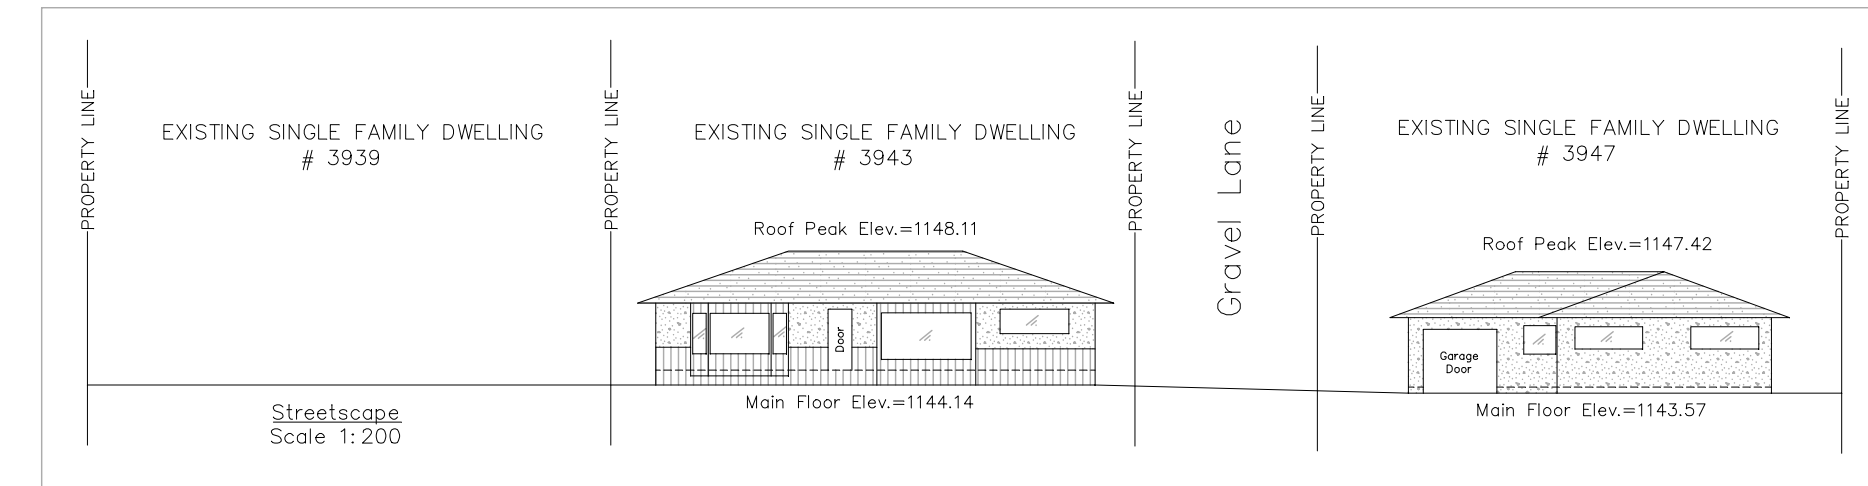 PROPERTY LINE
EXISTING SINGLE FAMILY DWELLING
# 3939
PROPERTY LINE
EXISTING SINGLE FAMILY DWELLING
# 3943
Roof Peak Elev.=1148.11
Door
Main Floor Elev.=1144.14
PROPERTY LINE
Gravel Lane
PROPERTY LINE
EXISTING SINGLE FAMILY DWELLING
# 3947
Roof Peak Elev.=1147.42
Garage
Door
Main Floor Elev.=1143.57
PROPERTY LINE
Streetscape
Scale 1:200